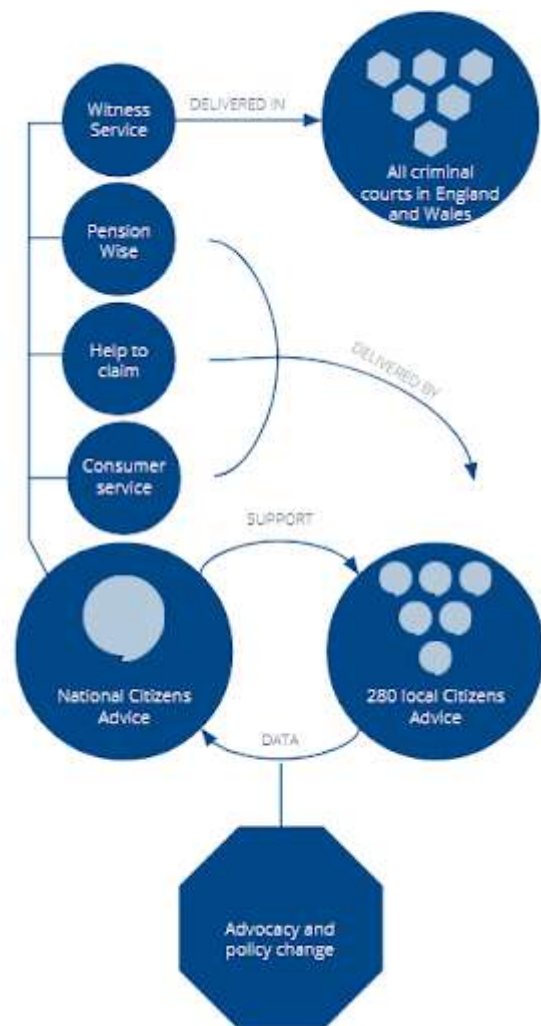 Witness
Service
DELIVERED IN
All criminal
courts in England
and Wales
Pension
Wise
Help to
claim
DELIVERED BY
Consumer
service
SUPPORT
National Citizens
Advice
280 local Citizens
Advice
DATA
Advocacy and
policy change